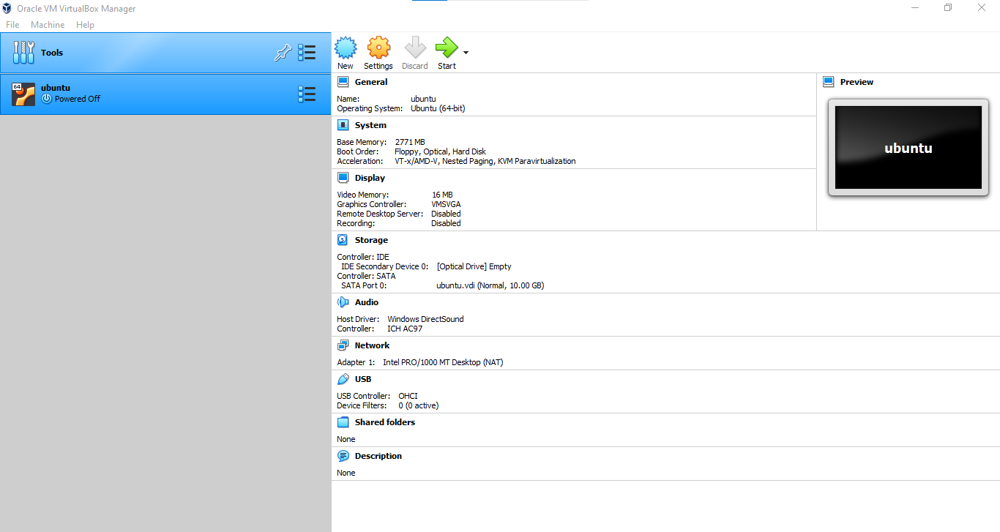 Oracle VM VirtualBox Manager
File Machine Help
Tools
New Settings Discard Start
64
ubuntu
Powered Off
General
Name: ubuntu
Operating System: Ubuntu (64-bit)
System
Base Memory: 2771 MB
Boot Order: Floppy, Optical, Hard Disk
Acceleration: VT-x/AMD-V, Nested Paging, KVM Paravirtualization
Display
Video Memory: 16 MB
Graphics Controller: VMSVGA
Remote Desktop Server: Disabled
Recording: Disabled
Preview
ubuntu
Storage
Controller: IDE
IDE Secondary Device 0: [Optical Drive] Empty
Controller: SATA
SATA Port 0: ubuntu.vdi (Normal, 10.00 GB)
Audio
Host Driver: Windows DirectSound
Controller: ICH AC97
Network
Adapter 1: Intel PRO/1000 MT Desktop (NAT)
USB
USB Controller: OHCI
Device Filters: 0 (0 active)
Shared folders
None
Description
None